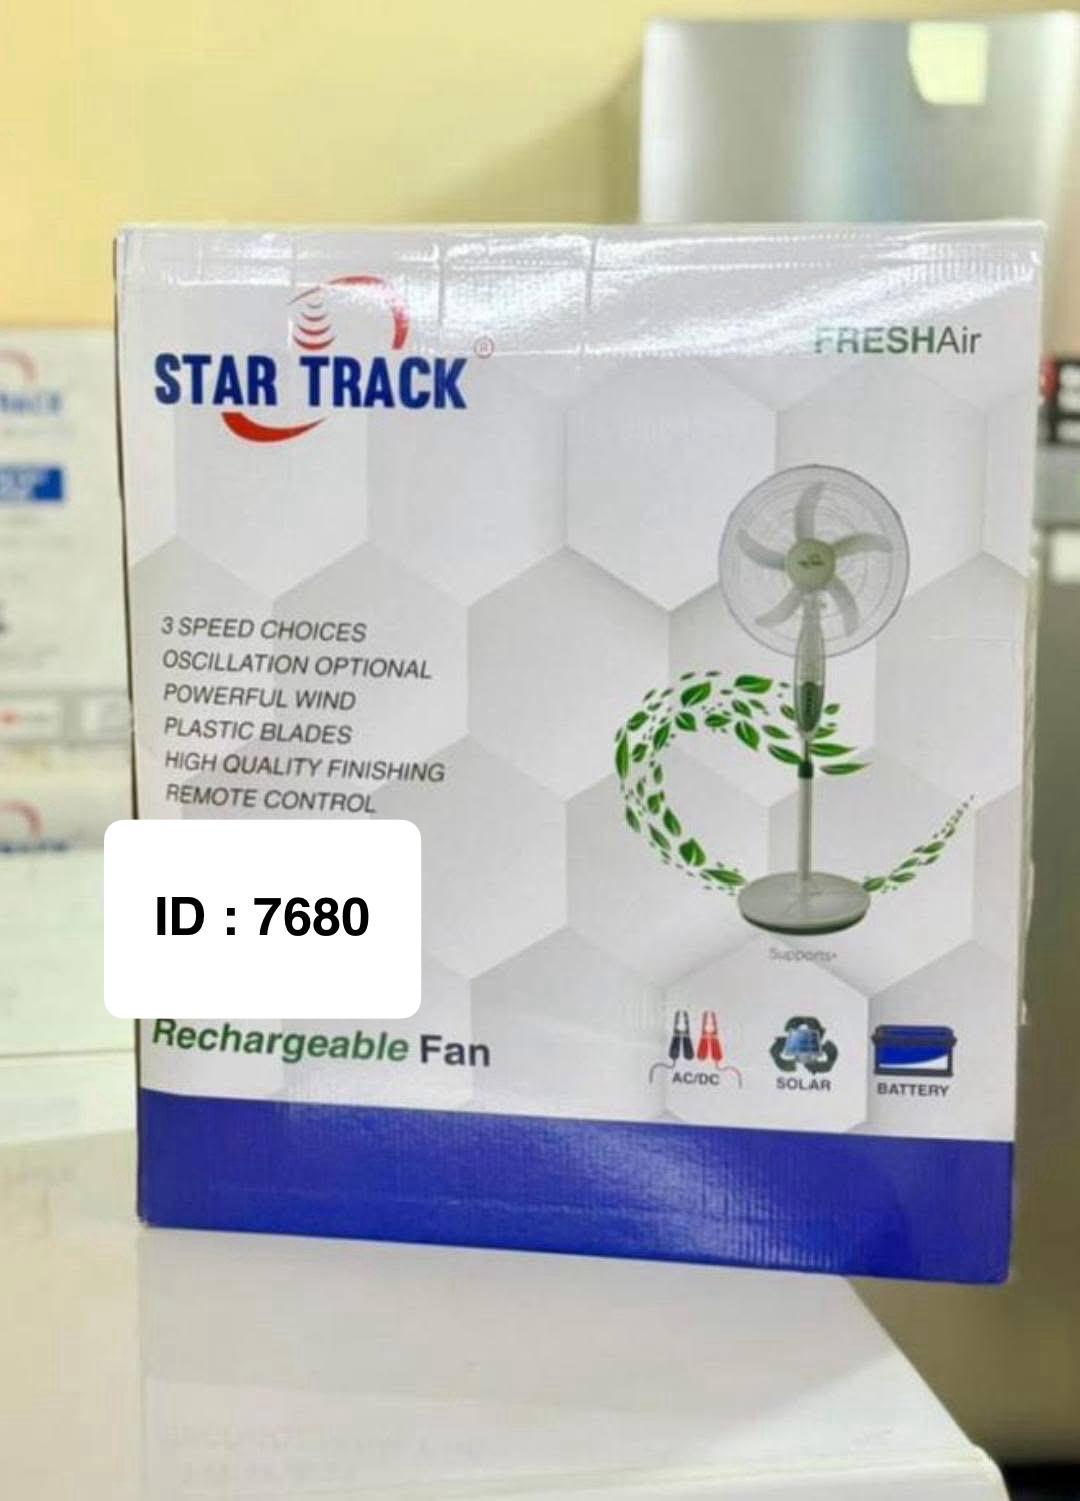 STAR TRACK ®
FRESHAir
3 SPEED CHOICES
OSCILLATION OPTIONAL
POWERFUL WIND
PLASTIC BLADES
HIGH QUALITY FINISHING
REMOTE CONTROL
ID : 7680
Rechargeable Fan
Supports
AC/DC
SOLAR
BATTERY